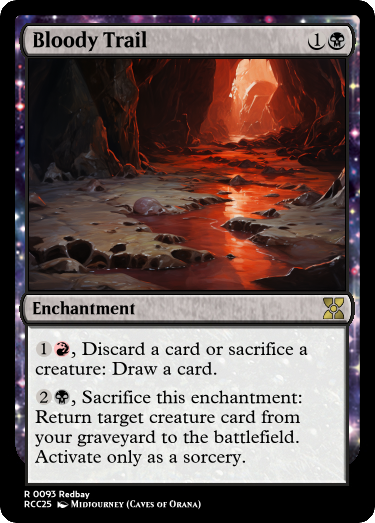 Bloody Trail 1
Enchantment
1 , Discard a card or sacrifice a
creature: Draw a card.
2 , Sacrifice this enchantment:
Return target creature card from
your graveyard to the battlefield.
Activate only as a sorcery.
R 0093 Redbay
RCC25 Midjourney (Caves of Orana)